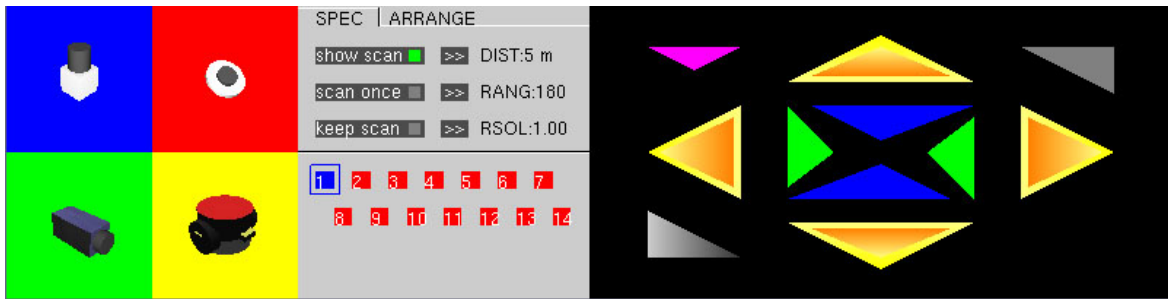 SPEC ARRANGE
show scan >> DIST:5 m
scan once >> RANG:180
keep scan >> RSOL:1.00
1 2 3 4 5 6 7
8 9 10 11 12 13 14